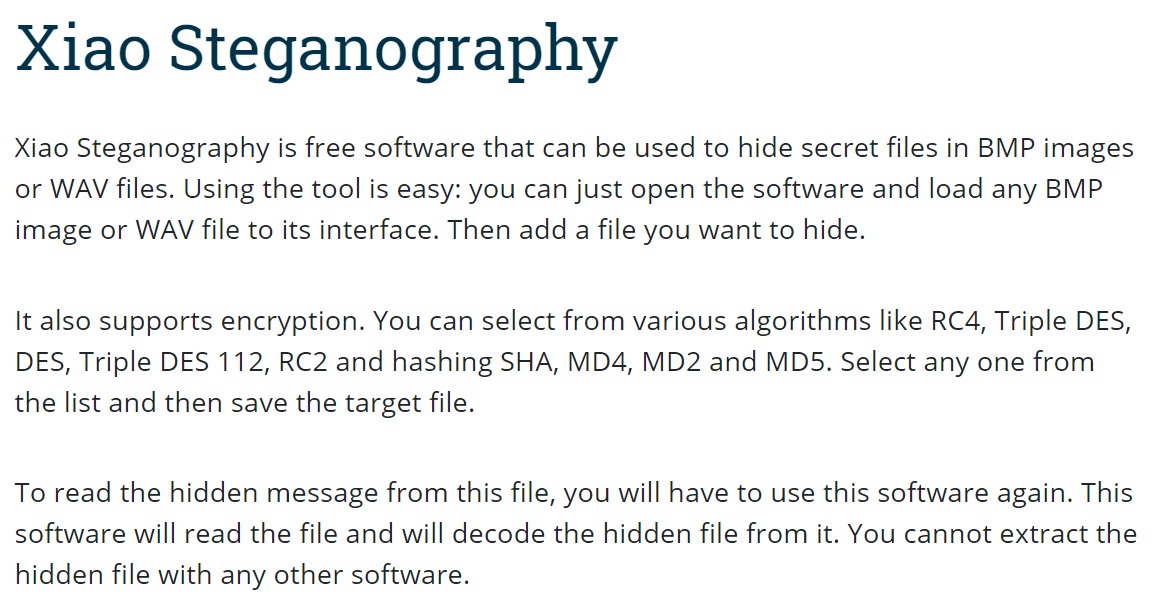 Xiao Steganography
Xiao Steganography is free software that can be used to hide secret files in BMP images
or WAV files. Using the tool is easy: you can just open the software and load any BMP
image or WAV file to its interface. Then add a file you want to hide.
It also supports encryption. You can select from various algorithms like RC4, Triple DES,
DES, Triple DES 112, RC2 and hashing SHA, MD4, MD2 and MD5. Select any one from
the list and then save the target file.
To read the hidden message from this file, you will have to use this software again. This
software will read the file and will decode the hidden file from it. You cannot extract the
hidden file with any other software.